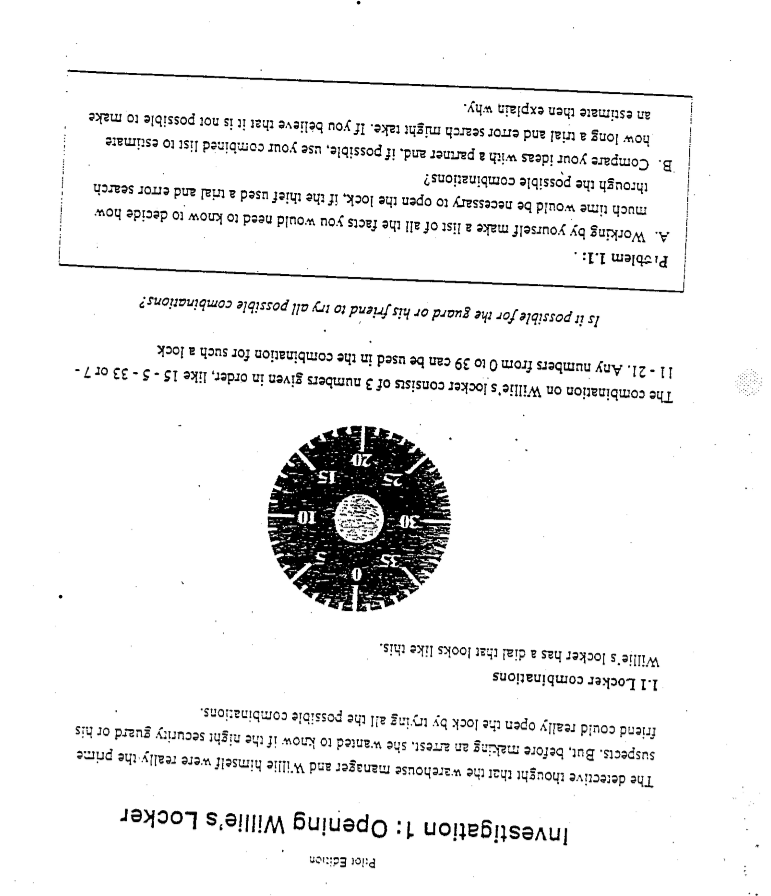 Pilot Edition
Investigation 1: Opening Willie's Locker
The detective thought that the warehouse manager and Willie himself were really the prime
suspects. But, before making an arrest, she wanted to know if the night security guard or his
friend could really open the lock by trying all the possible combinations.
1.1 Locker combinations
Willie's locker has a dial that looks like this.
0
35 5
30 10
25 15
20
The combination on Willie's locker consists of 3 numbers given in order, like 15 - 5 - 33 or 7 -
11 - 21. Any numbers from 0 to 39 can be used in the combination for such a lock
Is it possible for the guard or his friend to try all possible combinations?
Problem 1.1: .
A. Working by yourself make a list of all the facts you would need to know to decide how
much time would be necessary to open the lock, if the thief used a trial and error search
through the possible combinations?
B. Compare your ideas with a partner and, if possible, use your combined list to estimate
how long a trial and error search might take. If you believe that it is not possible to make
an estimate then explain why.